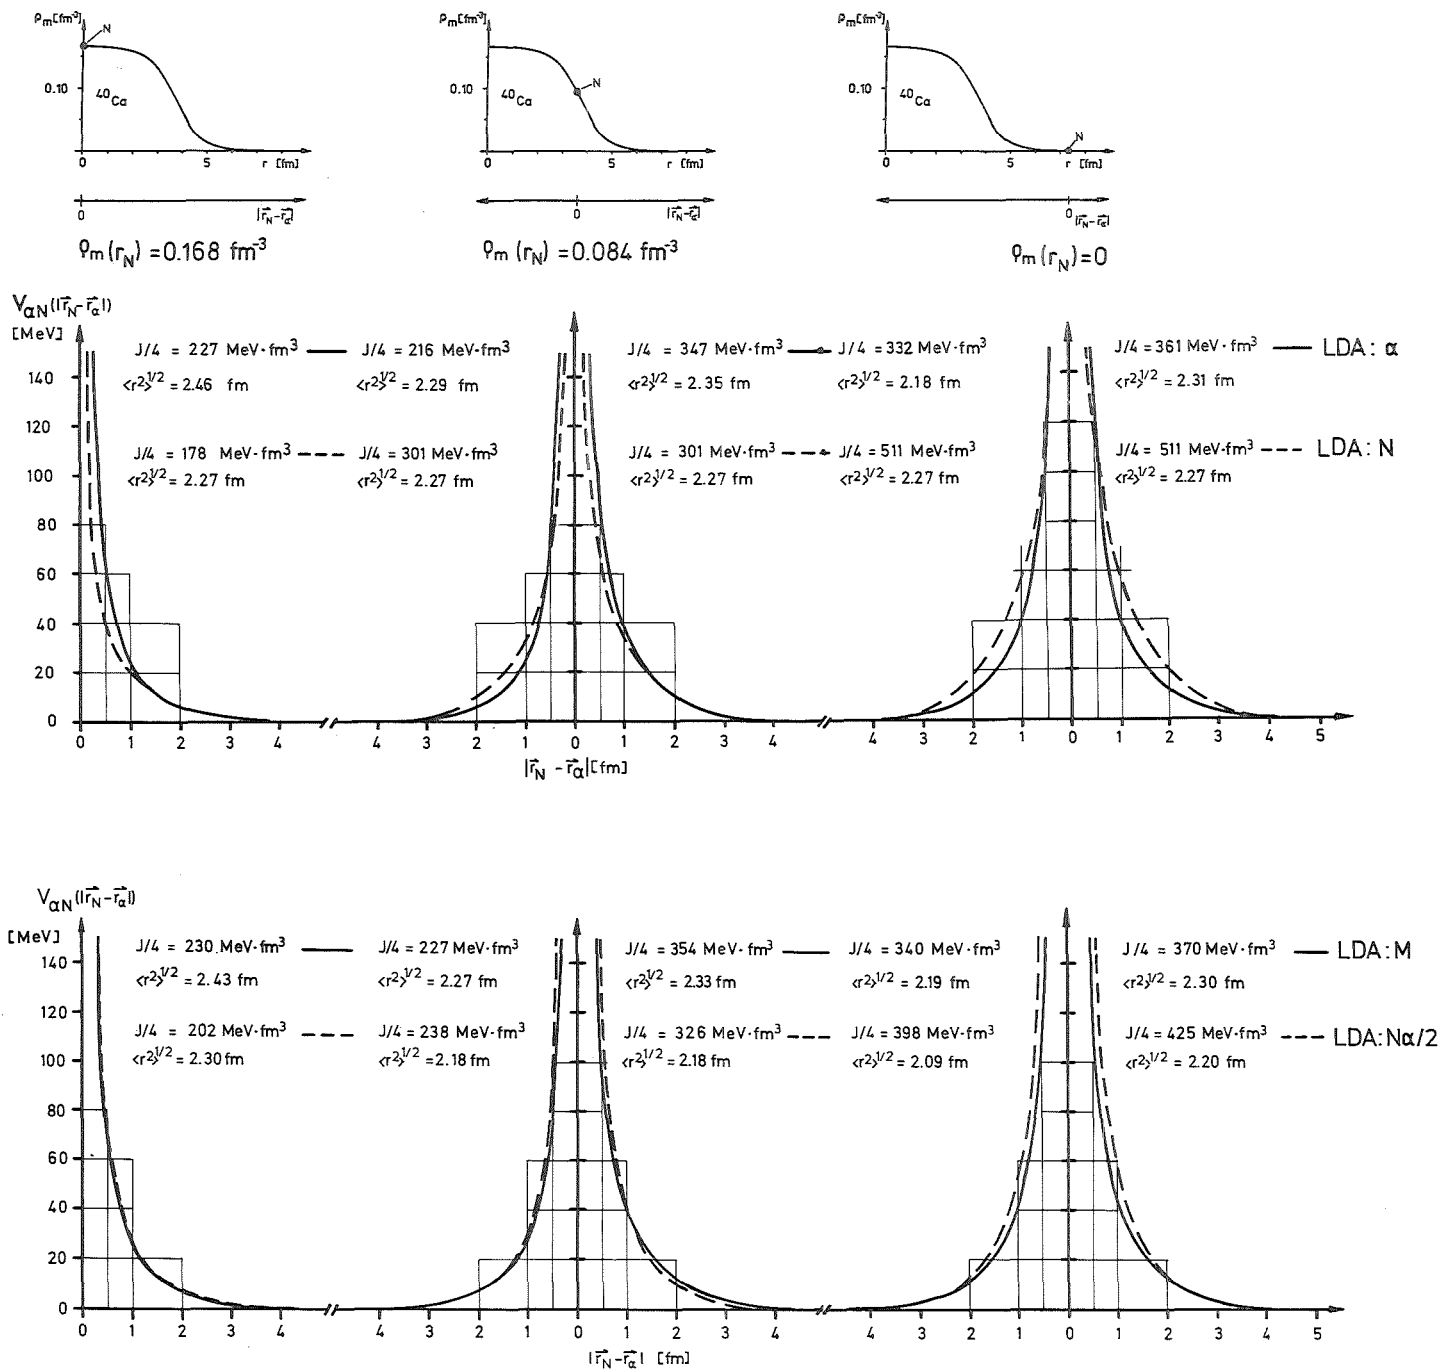 ρm[fm⁻³] ρm[fm⁻³] ρm[fm⁻³]
N
0.10 ⁴⁰Ca 0.10 ⁴⁰Ca N 0.10 ⁴⁰Ca
N
0 5 r [fm] 0 5 r [fm] 0 5 r [fm]
0 |r⃗N-r⃗α| 0 |r⃗N-r⃗α| 0 |r⃗N-r⃗α|
ρm(rN) = 0.168 fm⁻³ ρm(rN) = 0.084 fm⁻³ ρm(rN) = 0
VαN(|r⃗N-r⃗α|)
[MeV]
J/4 = 227 MeV·fm³ J/4 = 216 MeV·fm³ J/4 = 347 MeV·fm³ J/4 = 332 MeV·fm³ J/4 = 361 MeV·fm³ LDA: α
<r²>¹/² = 2.46 fm <r²>¹/² = 2.29 fm <r²>¹/² = 2.35 fm <r²>¹/² = 2.18 fm <r²>¹/² = 2.31 fm
J/4 = 178 MeV·fm³ J/4 = 301 MeV·fm³ J/4 = 301 MeV·fm³ J/4 = 511 MeV·fm³ J/4 = 511 MeV·fm³ LDA: N
<r²>¹/² = 2.27 fm <r²>¹/² = 2.27 fm <r²>¹/² = 2.27 fm <r²>¹/² = 2.27 fm <r²>¹/² = 2.27 fm
140
120
100
80
60
40
20
0
0 1 2 3 4 3 2 1 0 1 2 3 4 4 3 2 1 0 1 2 3 4 5
|r⃗N - r⃗α| [fm]
VαN(|r⃗N-r⃗α|)
[MeV]
J/4 = 230 MeV·fm³ J/4 = 227 MeV·fm³ J/4 = 354 MeV·fm³ J/4 = 340 MeV·fm³ J/4 = 370 MeV·fm³ LDA: M
<r²>¹/² = 2.43 fm <r²>¹/² = 2.27 fm <r²>¹/² = 2.33 fm <r²>¹/² = 2.19 fm <r²>¹/² = 2.30 fm
J/4 = 202 MeV·fm³ J/4 = 238 MeV·fm³ J/4 = 326 MeV·fm³ J/4 = 398 MeV·fm³ J/4 = 425 MeV·fm³ LDA: Nα/2
<r²>¹/² = 2.30 fm <r²>¹/² = 2.18 fm <r²>¹/² = 2.18 fm <r²>¹/² = 2.09 fm <r²>¹/² = 2.20 fm
140
120
100
80
60
40
20
0
0 1 2 3 4 4 3 2 1 0 1 2 3 4 4 3 2 1 0 1 2 3 4 5
|r⃗N-r⃗α| [fm]